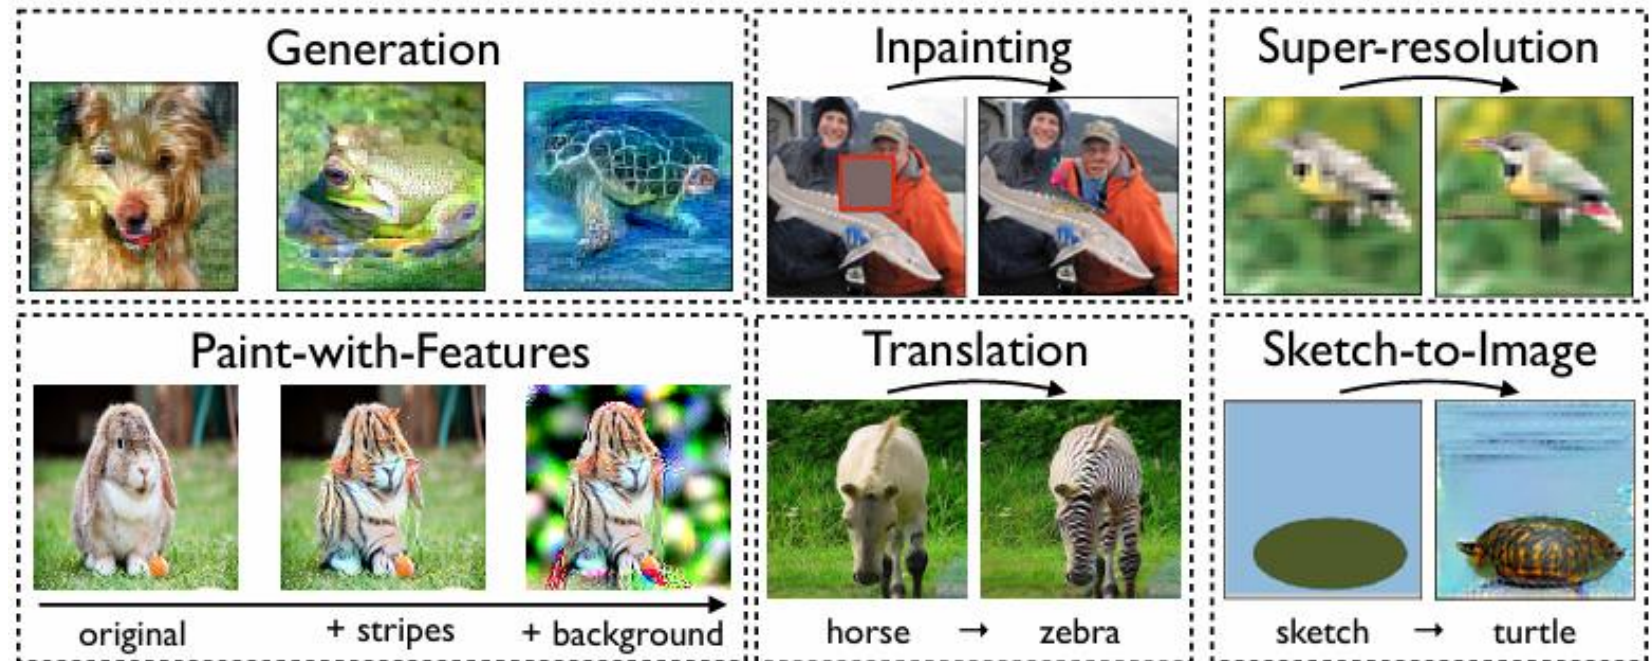 Generation
Inpainting
Super-resolution
Paint-with-Features
original
+ stripes
+ background
Translation
horse → zebra
Sketch-to-Image
sketch → turtle